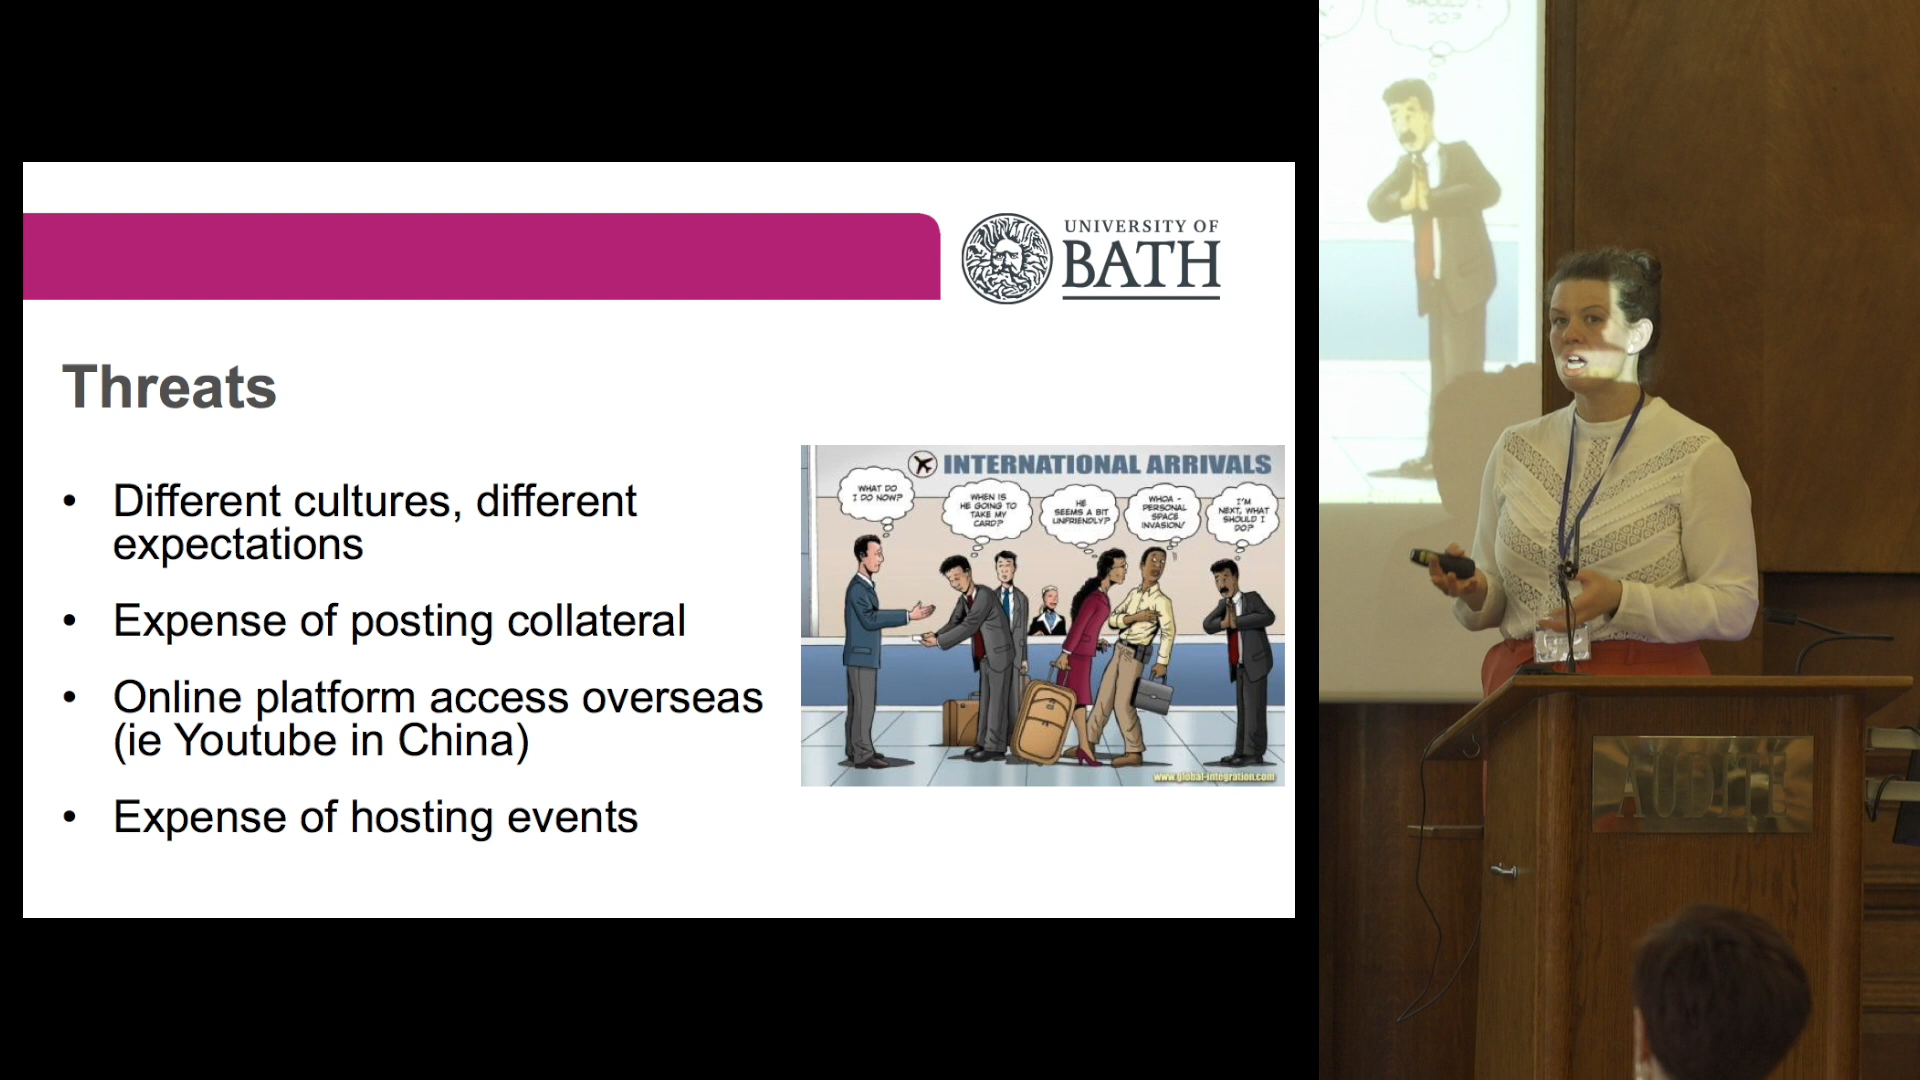 UNIVERSITY OF
BATH
Threats
• Different cultures, different
expectations
• Expense of posting collateral
• Online platform access overseas
(ie Youtube in China)
• Expense of hosting events
INTERNATIONAL ARRIVALS
WHAT DO
I DO NOW?
WHEN IS
HE GOING TO
TAKE MY
CARD?
HE
SEEMS A BIT
UNFRIENDLY?
WHOA -
PERSONAL
SPACE
INVASION!
I'M
NEXT, WHAT
SHOULD I
DO?
www.global-integration.com
SHOULD I
DO?